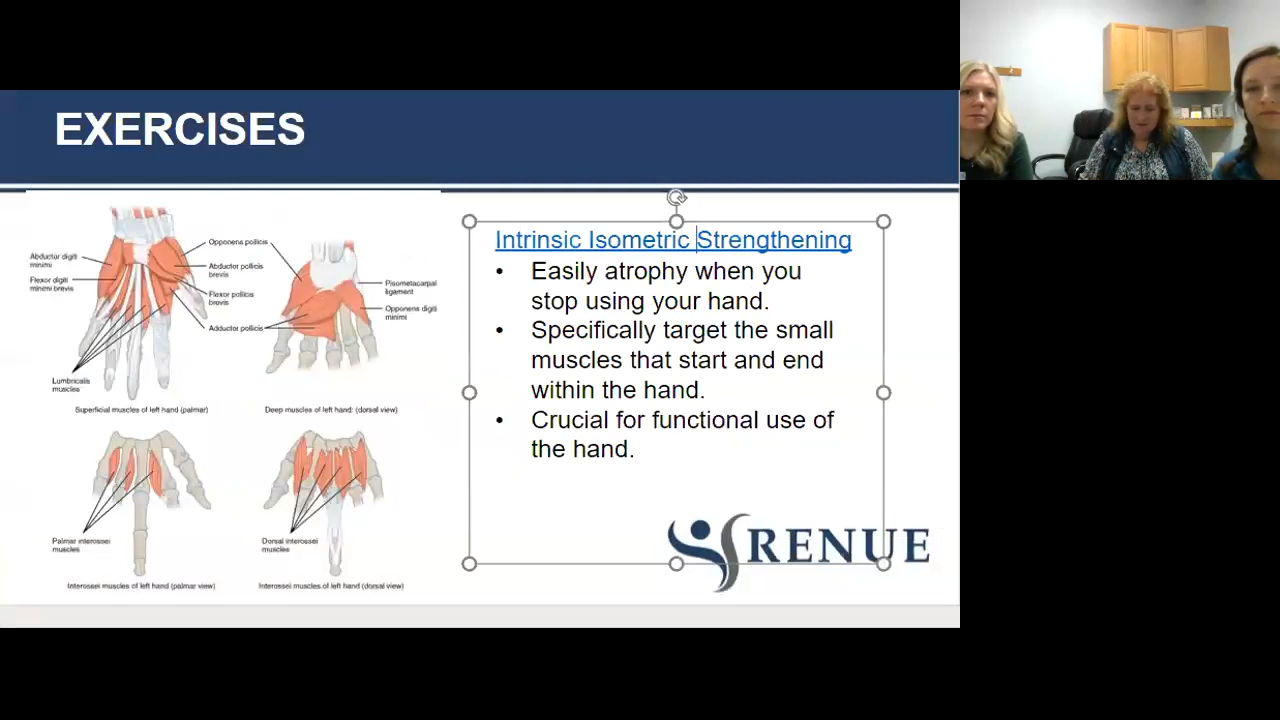 EXERCISES
Opponens pollicis
Abductor digiti
minimi
Flexor digiti
minimi brevis
Abductor pollicis
brevis
Flexor pollicis
brevis
Adductor pollicis
Lumbricalis
muscles
Superficial muscles of left hand (palmar)
Pisometacarpal
ligament
Opponens digiti
minimi
Deep muscles of left hand: (dorsal view)
Palmar interossei
muscles
Interossei muscles of left hand (palmar view)
Dorsal interossei
muscles
Interossei muscles of left hand (dorsal view)
Intrinsic Isometric Strengthening
• Easily atrophy when you
stop using your hand.
• Specifically target the small
muscles that start and end
within the hand.
• Crucial for functional use of
the hand.
RENUE